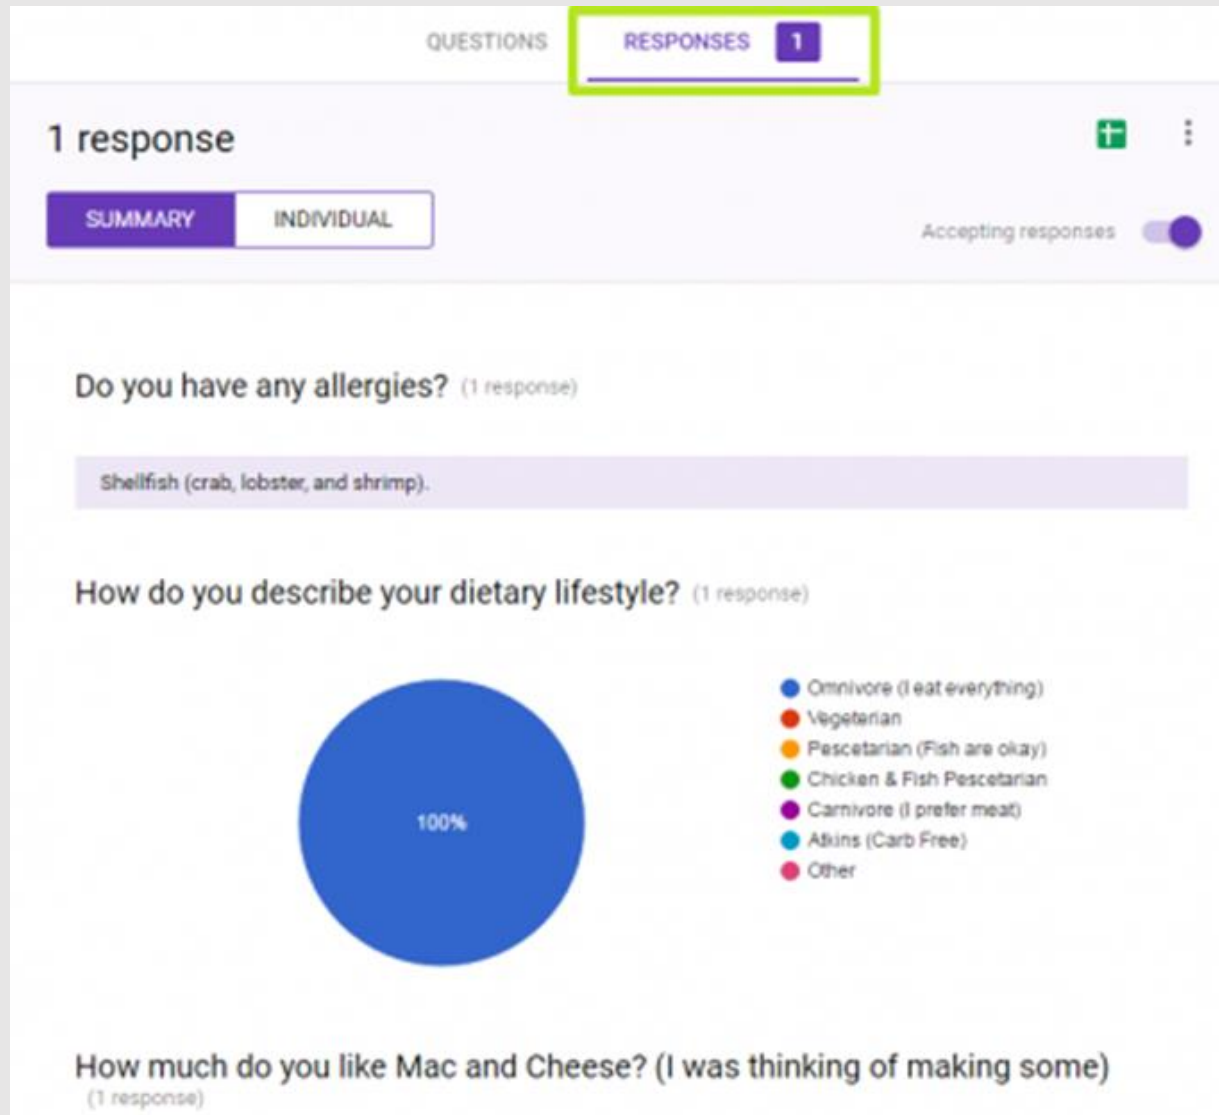 QUESTIONS RESPONSES 1
1 response
SUMMARY INDIVIDUAL
Accepting responses
Do you have any allergies? (1 response)
Shellfish (crab, lobster, and shrimp).
How do you describe your dietary lifestyle? (1 response)
100%
Omnivore (I eat everything)
Vegeterian
Pescetarian (Fish are okay)
Chicken & Fish Pescetarian
Carnivore (I prefer meat)
Atkins (Carb Free)
Other
How much do you like Mac and Cheese? (I was thinking of making some)
(1 response)